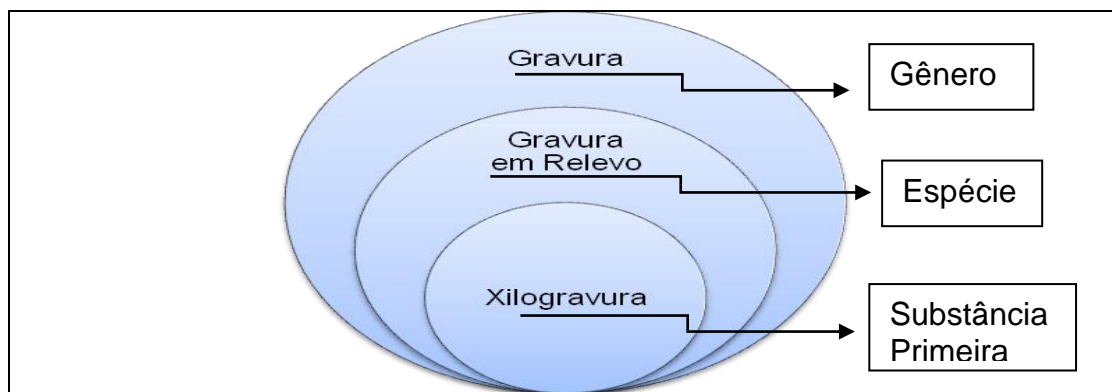 Gravura
Gênero
Gravura
em Relevo
Espécie
Xilogravura
Substância
Primeira